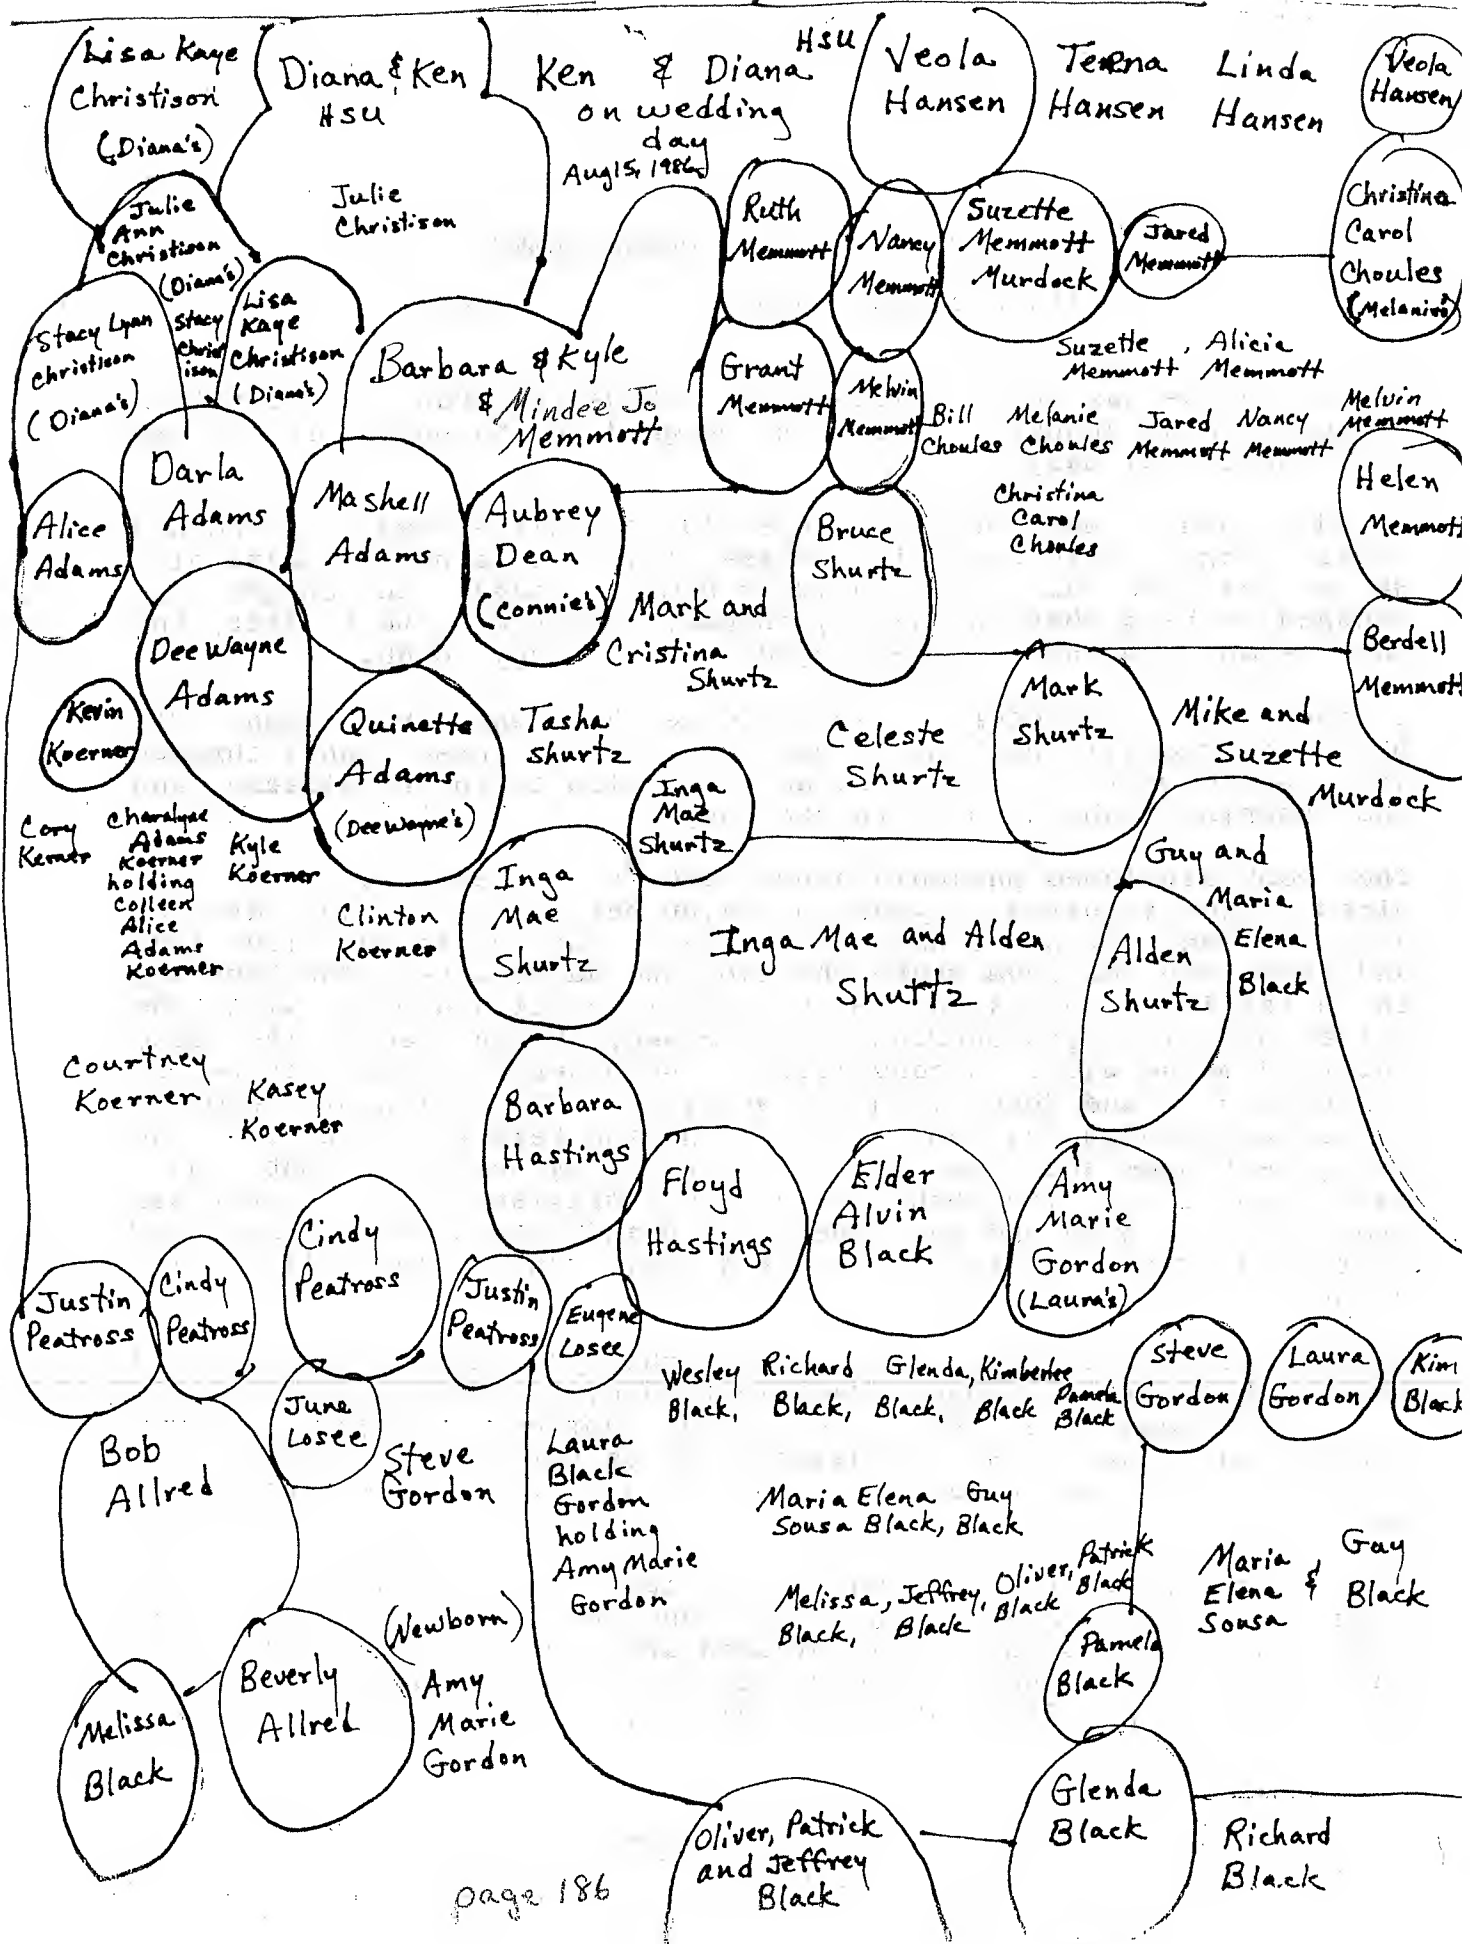 Lisa Kaye
Christison
(Diana's)
Diana & Ken
Hsu
Julie
Christison
Ken & Diana Hsu
on wedding
day
Aug 15, 1986
Veola
Hansen
Terena
Hansen
Linda
Hansen
Veola
Hansen
Julie
Ann
Christison
(Diana's)
Stacy Lynn
Christison
(Diana's)
Stacy
Christ
ison
Lisa
Kaye
Christison
(Diana's)
Barbara & Kyle
& Mindee Jo
Memmott
Ruth
Memmott
Nancy
Memmott
Suzette
Memmott
Murdock
Jared
Memmott
Christina
Carol
Choules
(Melanie's)
Grant
Memmott
Melvin
Memmott
Suzette
Memmott
, Alicia
Memmott
Bill
Choules
Melanie
Choules
Jared
Memmott
Nancy
Memmott
Melvin
Memmott
Christina
Carol
Choules
Helen
Memmott
Alice
Adams
Darla
Adams
Mashell
Adams
Aubrey
Dean
(Connie's)
Bruce
Shurtz
Mark and
Cristina
Shurtz
DeeWayne
Adams
Berdell
Memmott
Kevin
Koerner
Quinette
Adams
(DeeWayne's)
Tasha
Shurtz
Inga
Mae
Shurtz
Celeste
Shurtz
Mark
Shurtz
Mike and
Suzette
Murdock
Cory
Kerner
Charalyne
Adams
Koerner
holding
Colleen
Alice
Adams
Koerner
Kyle
Koerner
Clinton
Koerner
Inga
Mae
Shurtz
Inga Mae and Alden
Shurtz
Guy and
Maria
Elena
Black
Alden
Shurtz
Courtney
Koerner
Kasey
Koerner
Barbara
Hastings
Floyd
Hastings
Elder
Alvin
Black
Amy
Marie
Gordon
(Laura's)
Justin
Peatross
Cindy
Peatross
Cindy
Peatross
Justin
Peatross
Eugene
Losee
Wesley
Black,
Richard
Black,
Glenda,
Black,
Kimberlee
Black
Pamela
Black
Steve
Gordon
Laura
Gordon
Kim
Black
Bob
Allred
June
Losee
Steve
Gordon
Laura
Black
Gordon
holding
Amy Marie
Gordon
Maria Elena
Sousa Black,
Guy
Black
Melissa,
Black,
Jeffrey,
Black
Oliver,
Black
Patrick
Black
Maria
Elena
Sousa
&
Guy
Black
Pamela
Black
Melissa
Black
Beverly
Allred
(Newborn)
Amy
Marie
Gordon
Oliver, Patrick
and Jeffrey
Black
Glenda
Black
Richard
Black
page 186